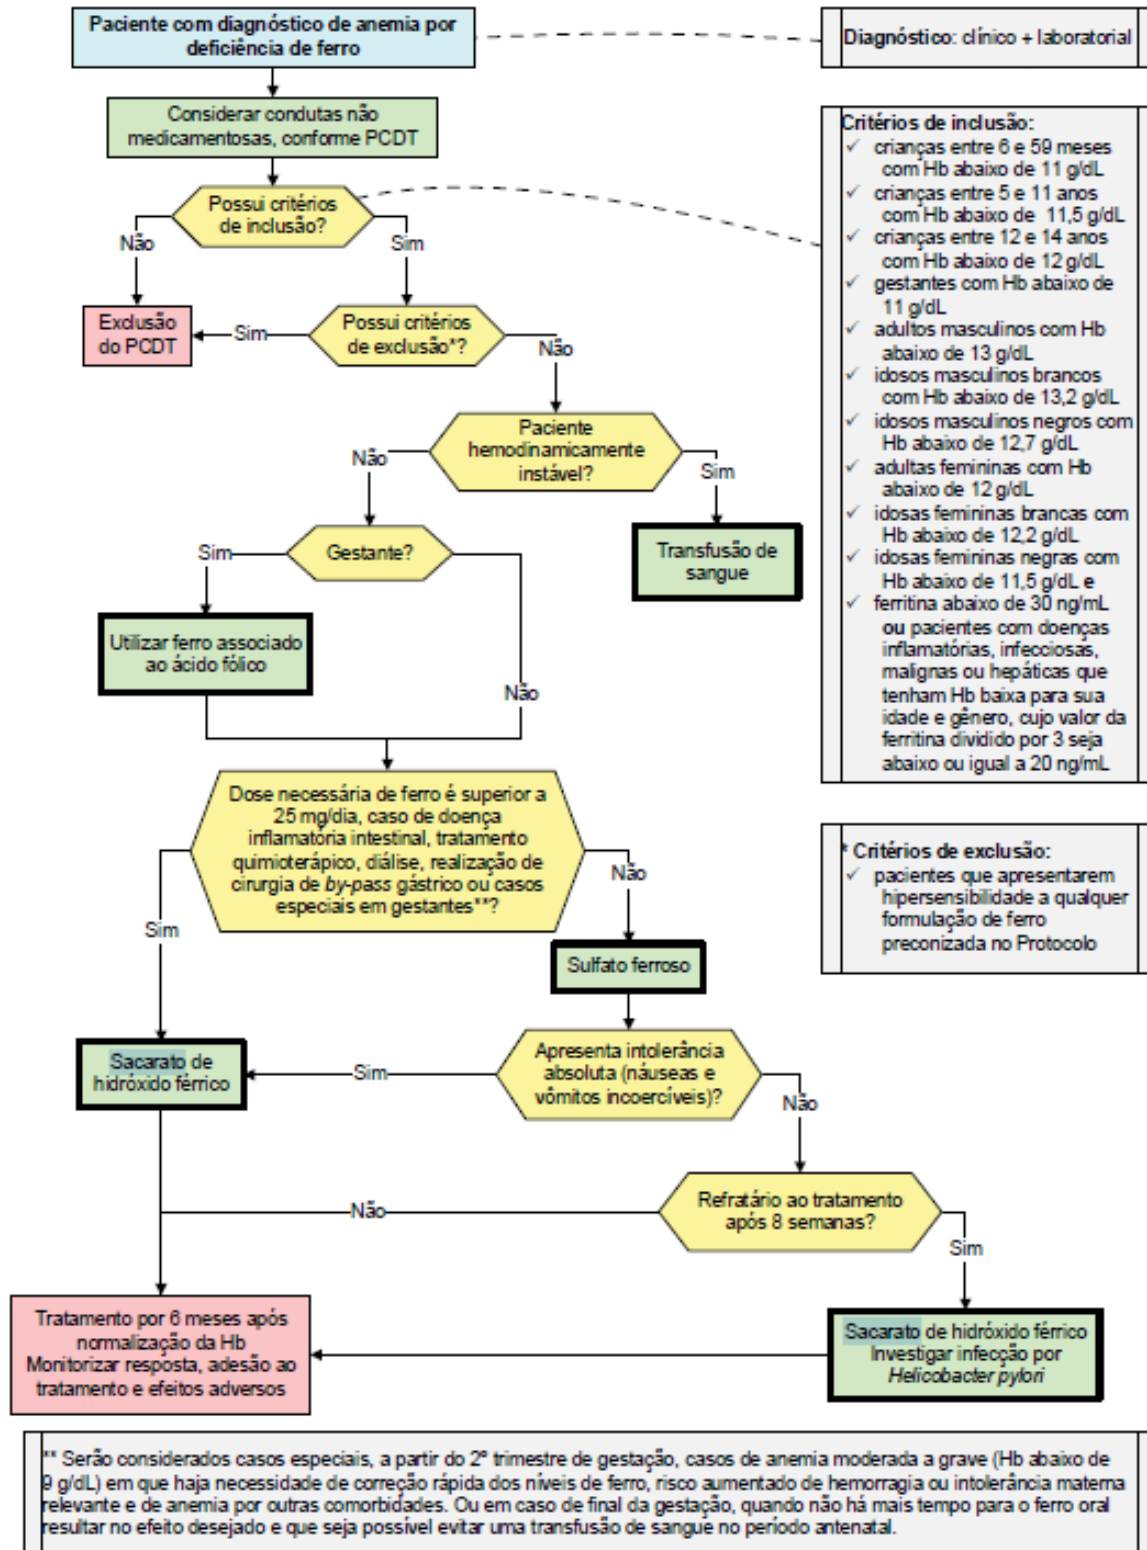 Paciente com diagnóstico de anemia por
deficiência de ferro
Diagnóstico: clínico + laboratorial
Considerar condutas não
medicamentosas, conforme PCDT
Possui critérios
de inclusão?
Não
Sim
Exclusão
do PCDT
Sim
Possui critérios
de exclusão*?
Não
Paciente
hemodinamicamente
instável?
Não
Sim
Transfusão de
sangue
Gestante?
Sim
Utilizar ferro associado
ao ácido fólico
Não
Critérios de inclusão:
✓ crianças entre 6 e 59 meses
com Hb abaixo de 11 g/dL
✓ crianças entre 5 e 11 anos
com Hb abaixo de 11,5 g/dL
✓ crianças entre 12 e 14 anos
com Hb abaixo de 12 g/dL
✓ gestantes com Hb abaixo de
11 g/dL
✓ adultos masculinos com Hb
abaixo de 13 g/dL
✓ idosos masculinos brancos
com Hb abaixo de 13,2 g/dL
✓ idosos masculinos negros com
Hb abaixo de 12,7 g/dL
✓ adultas femininas com Hb
abaixo de 12 g/dL
✓ idosas femininas brancas com
Hb abaixo de 12,2 g/dL
✓ idosas femininas negras com
Hb abaixo de 11,5 g/dL e
✓ ferritina abaixo de 30 ng/mL
ou pacientes com doenças
inflamatórias, infecciosas,
malignas ou hepáticas que
tenham Hb baixa para sua
idade e gênero, cujo valor da
ferritina dividido por 3 seja
abaixo ou igual a 20 ng/mL
Dose necessária de ferro é superior a
25 mg/dia, caso de doença
inflamatória intestinal, tratamento
quimioterápico, diálise, realização de
cirurgia de by-pass gástrico ou casos
especiais em gestantes**?
Sim
Não
* Critérios de exclusão:
✓ pacientes que apresentarem
hipersensibilidade a qualquer
formulação de ferro
preconizada no Protocolo
Sulfato ferroso
Sacarato de
hidróxido férrico
Sim
Apresenta intolerância
absoluta (náuseas e
vômitos incoercíveis)?
Não
Refratário ao tratamento
após 8 semanas?
Não
Sim
Tratamento por 6 meses após
normalização da Hb
Monitorizar resposta, adesão ao
tratamento e efeitos adversos
Sacarato de hidróxido férrico
Investigar infecção por
Helicobacter pylori
** Serão considerados casos especiais, a partir do 2º trimestre de gestação, casos de anemia moderada a grave (Hb abaixo de
9 g/dL) em que haja necessidade de correção rápida dos níveis de ferro, risco aumentado de hemorragia ou intolerância materna
relevante e de anemia por outras comorbidades. Ou em caso de final da gestação, quando não há mais tempo para o ferro oral
resultar no efeito desejado e que seja possível evitar uma transfusão de sangue no período antenatal.